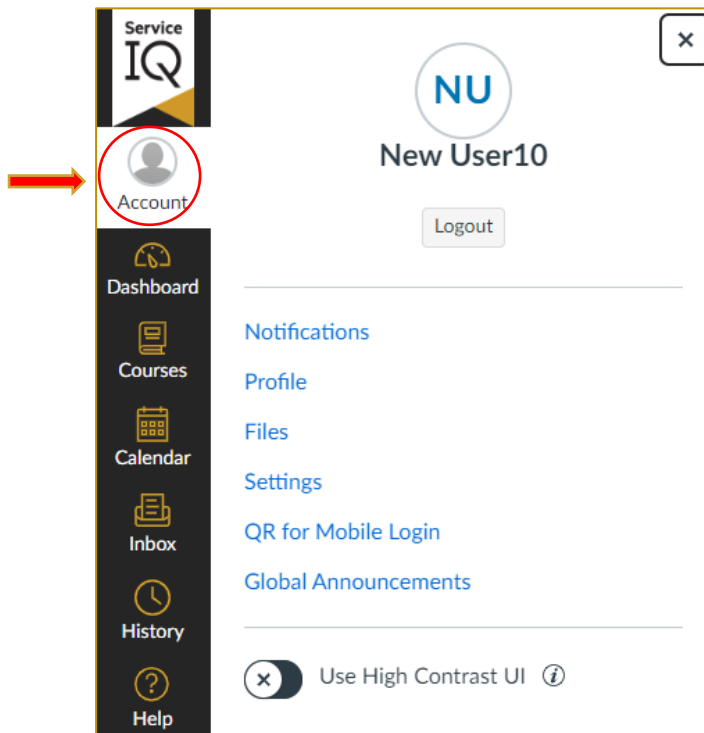 Service
IQ
Account
Dashboard
Courses
Calendar
Inbox
History
Help
NU
New User10
Logout
Notifications
Profile
Files
Settings
QR for Mobile Login
Global Announcements
Use High Contrast UI